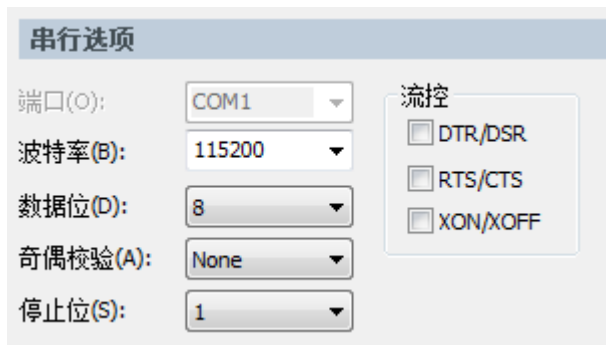 串行选项
端口(O): COM1
波特率(B): 115200
数据位(D): 8
奇偶校验(A): None
停止位(S): 1
流控
DTR/DSR
RTS/CTS
XON/XOFF